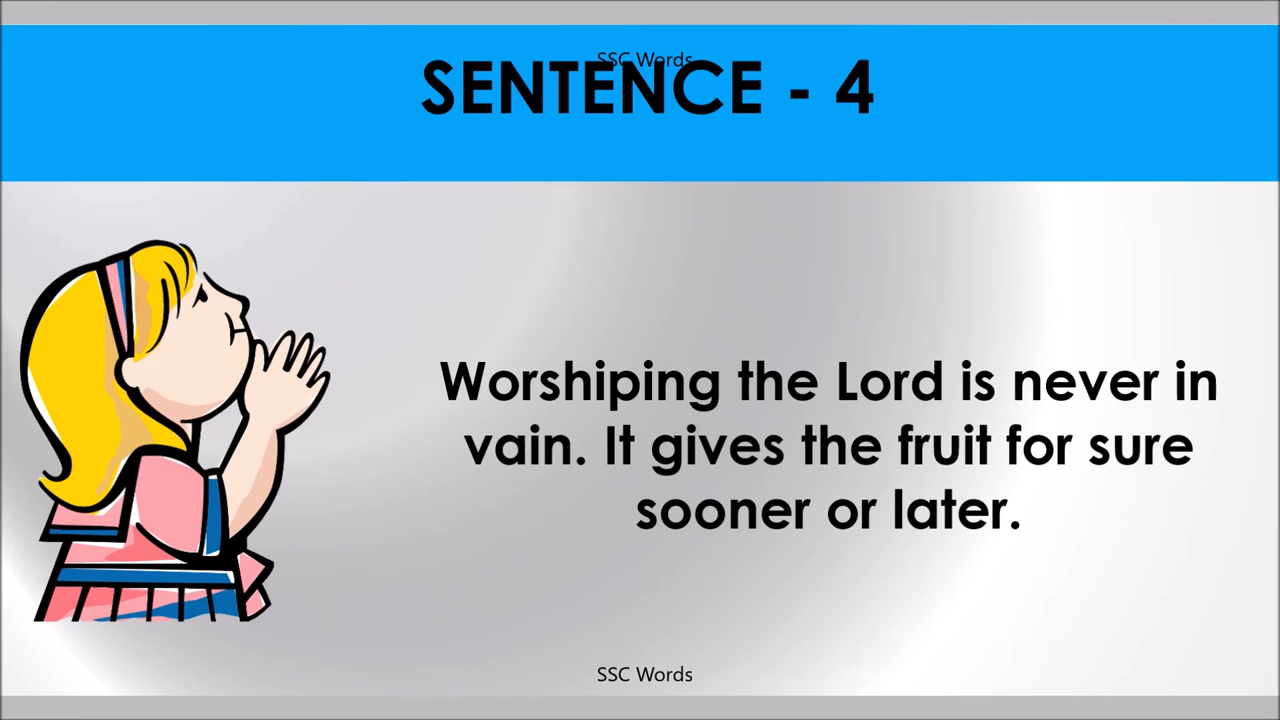 SSC Words
SENTENCE - 4
Worshiping the Lord is never in
vain. It gives the fruit for sure
sooner or later.
SSC Words